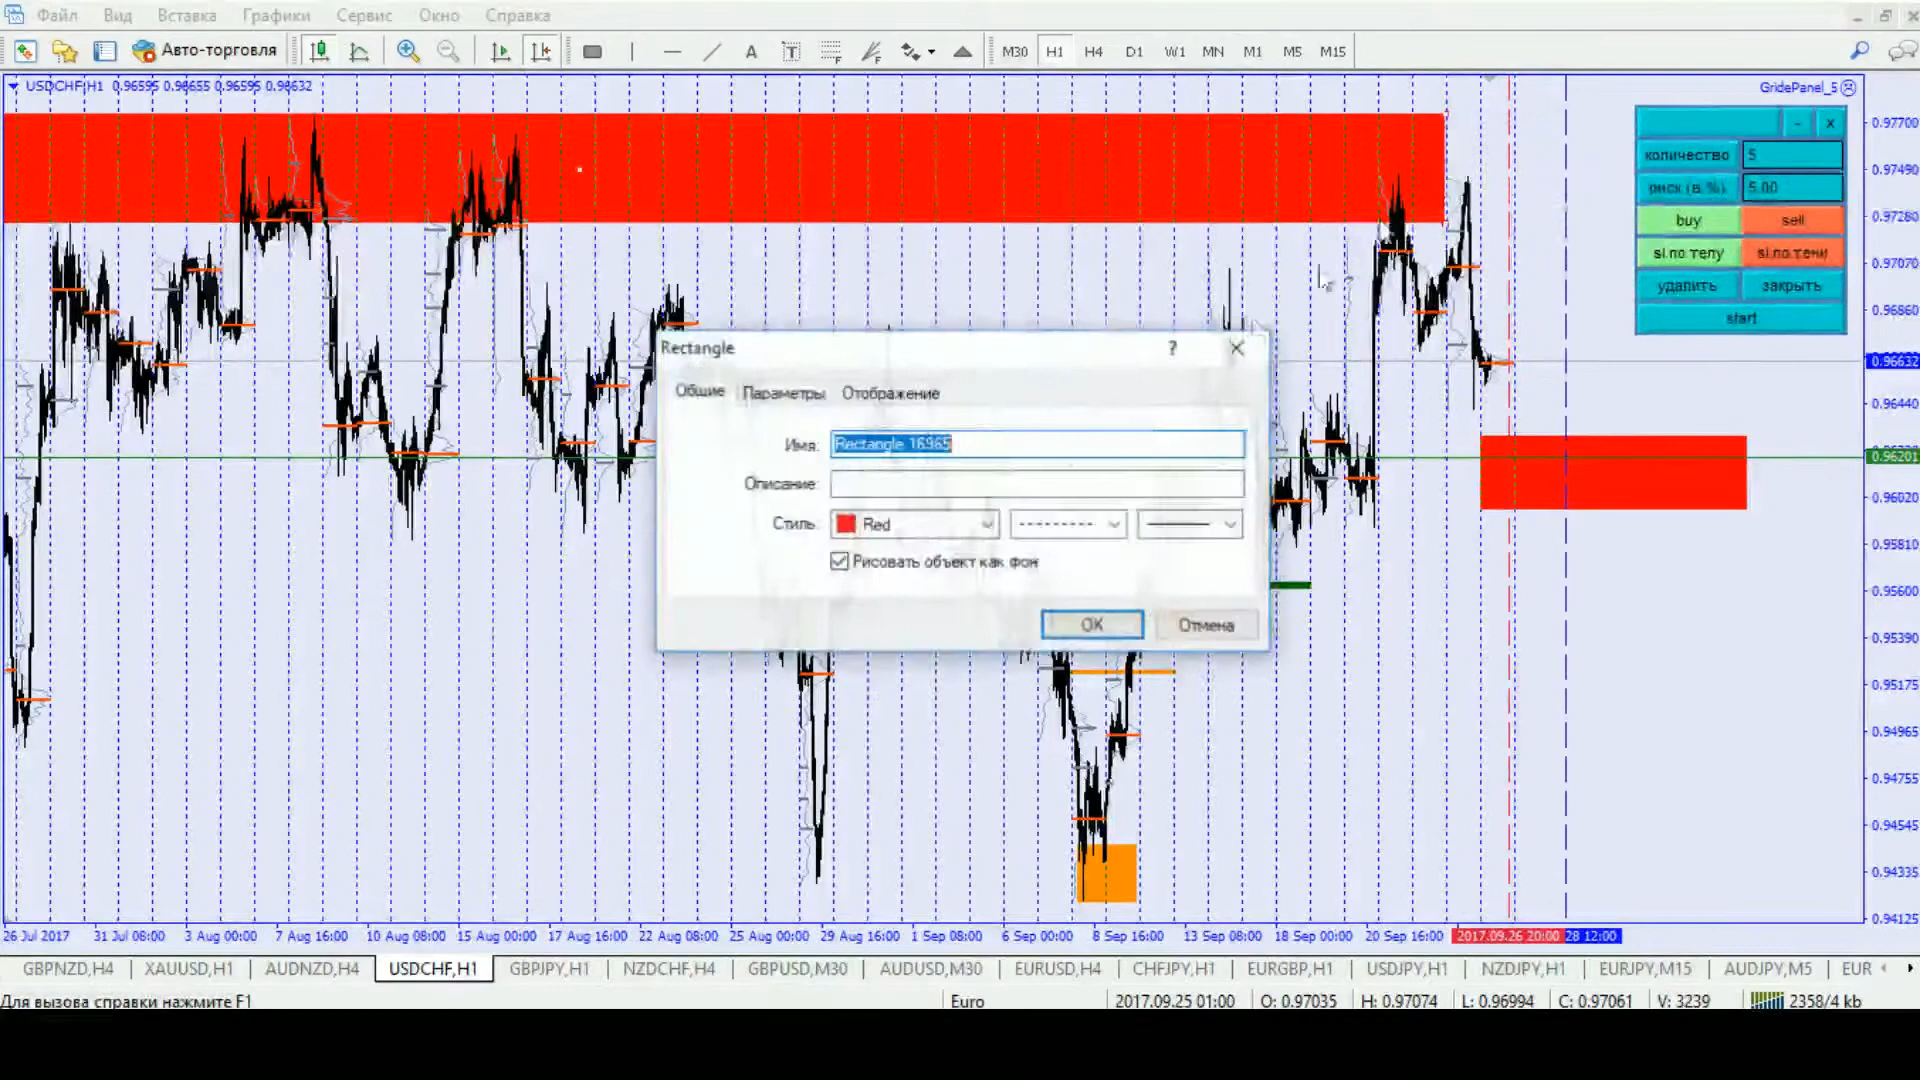 Файл Вид Вставка Графики Сервис Окно Справка
Авто-торговля A T F F M30 H1 H4 D1 W1 MN M1 M5 M15
USDCHF,H1 0.96595 0.96655 0.96595 0.96632
GridePanel_5
- x
количество 5
риск (в %) 5.00
buy sell
sl по телу sl по тени
удалить закрыть
start
0.97700
0.97490
0.97280
0.97070
0.96860
0.96632
0.96440
0.96201
0.96020
0.95810
0.95600
0.95390
0.95175
0.94965
0.94755
0.94545
0.94335
0.94125
Rectangle ?
Общие Параметры Отображение
Имя: Rectangle 16965
Описание:
Стиль: Red
Рисовать объект как фон
OK Отмена
26 Jul 2017 31 Jul 08:00 3 Aug 00:00 7 Aug 16:00 10 Aug 08:00 15 Aug 00:00 17 Aug 16:00 22 Aug 08:00 25 Aug 00:00 29 Aug 16:00 1 Sep 08:00 6 Sep 00:00 8 Sep 16:00 13 Sep 08:00 18 Sep 00:00 20 Sep 16:00 2017.09.26 20:00 28 12:00
GBPNZD,H4 XAUUSD,H1 AUDNZD,H4 USDCHF,H1 GBPJPY,H1 NZDCHF,H4 GBPUSD,M30 AUDUSD,M30 EURUSD,H4 CHFJPY,H1 EURGBP,H1 USDJPY,H1 NZDJPY,H1 EURJPY,M15 AUDJPY,M5 EUR
Для вызова справки нажмите F1 Euro 2017.09.25 01:00 O: 0.97035 H: 0.97074 L: 0.96994 C: 0.97061 V: 3239 2358/4 kb